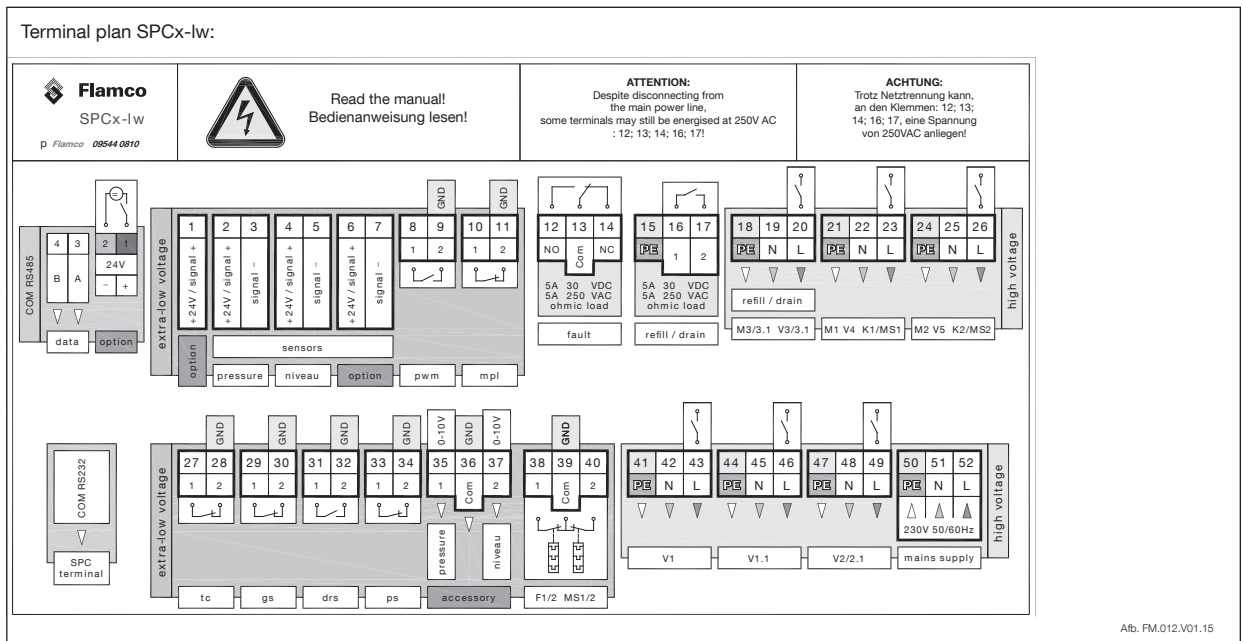 Terminal plan SPCx-lw:
Flamco
SPCx-lw
p Flamco 09544 0810
Read the manual!
Bedienanweisung lesen!
ATTENTION:
Despite disconnecting from
the main power line,
some terminals may still be energised at 250V AC
: 12; 13; 14; 16; 17!
ACHTUNG:
Trotz Netztrennung kann,
an den Klemmen: 12; 13;
14; 16; 17, eine Spannung
von 250VAC anliegen!
COM RS485
4 3 2 1
B A
24V
– +
data
option
extra-low voltage
GND GND
1 2 3 4 5 6 7 8 9 10 11
+24V / signal + +24V / signal + signal – +24V / signal + signal – +24V / signal + signal – 1 2 1 2
option
sensors
pressure niveau option pwm mpl
12 13 14
NO Com NC
5A 30 VDC
5A 250 VAC
ohmic load
fault
15 16 17
PE 1 2
5A 30 VDC
5A 250 VAC
ohmic load
refill / drain
18 19 20 21 22 23 24 25 26
PE N L PE N L PE N L
refill / drain
M3/3.1 V3/3.1 M1 V4 K1/MS1 M2 V5 K2/MS2
high voltage
COM RS232
SPC
terminal
extra-low voltage
GND GND GND GND 0-10V GND 0-10V GND
27 28 29 30 31 32 33 34 35 36 37 38 39 40
1 2 1 2 1 2 1 2 1 Com 2 1 Com 2
pressure niveau
tc gs drs ps accessory F1/2 MS1/2
41 42 43 44 45 46 47 48 49 50 51 52
PE N L PE N L PE N L PE N L
230V 50/60Hz
V1 V1.1 V2/2.1 mains supply
high voltage
Afb. FM.012.V01.15